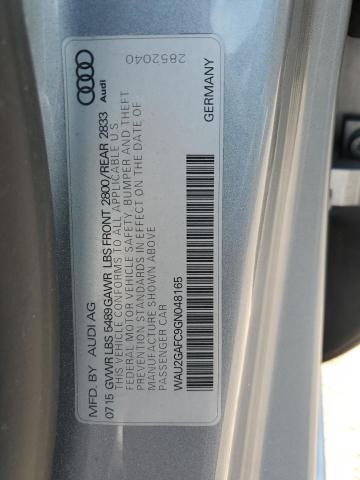 MFD. BY AUDI AG
07 15 GVWR LBS 5489 GAWR LBS FRONT 2800/REAR 2833
THIS VEHICLE CONFORMS TO ALL APPLICABLE U S
FEDERAL MOTOR VEHICLE SAFETY, BUMPER AND THEFT
PREVENTION STANDARDS IN EFFECT ON THE DATE OF
MANUFACTURE SHOWN ABOVE.
PASSENGER CAR
WAU2GAFC9GN048165
GERMANY
Audi
2852040